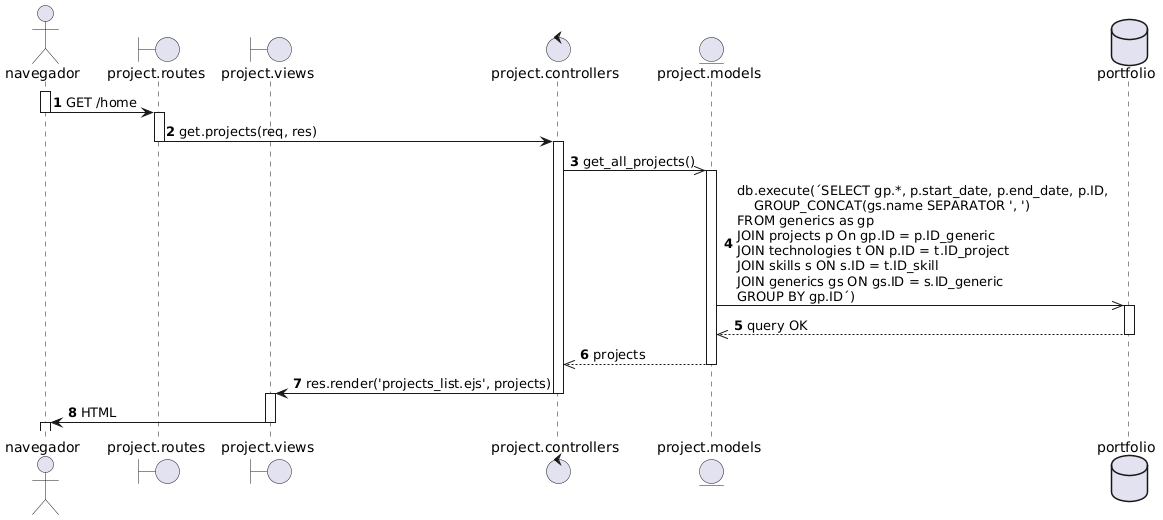 navegador
project.routes
project.views
project.controllers
project.models
portfolio
1 GET /home
2 get.projects(req, res)
3 get_all_projects()
db.execute(´SELECT gp.*, p.start_date, p.end_date, p.ID,
GROUP_CONCAT(gs.name SEPARATOR ', ')
FROM generics as gp
JOIN projects p On gp.ID = p.ID_generic
4 JOIN technologies t ON p.ID = t.ID_project
JOIN skills s ON s.ID = t.ID_skill
JOIN generics gs ON gs.ID = s.ID_generic
GROUP BY gp.ID´)
5 query OK
6 projects
7 res.render('projects_list.ejs', projects)
8 HTML
navegador
project.routes
project.views
project.controllers
project.models
portfolio